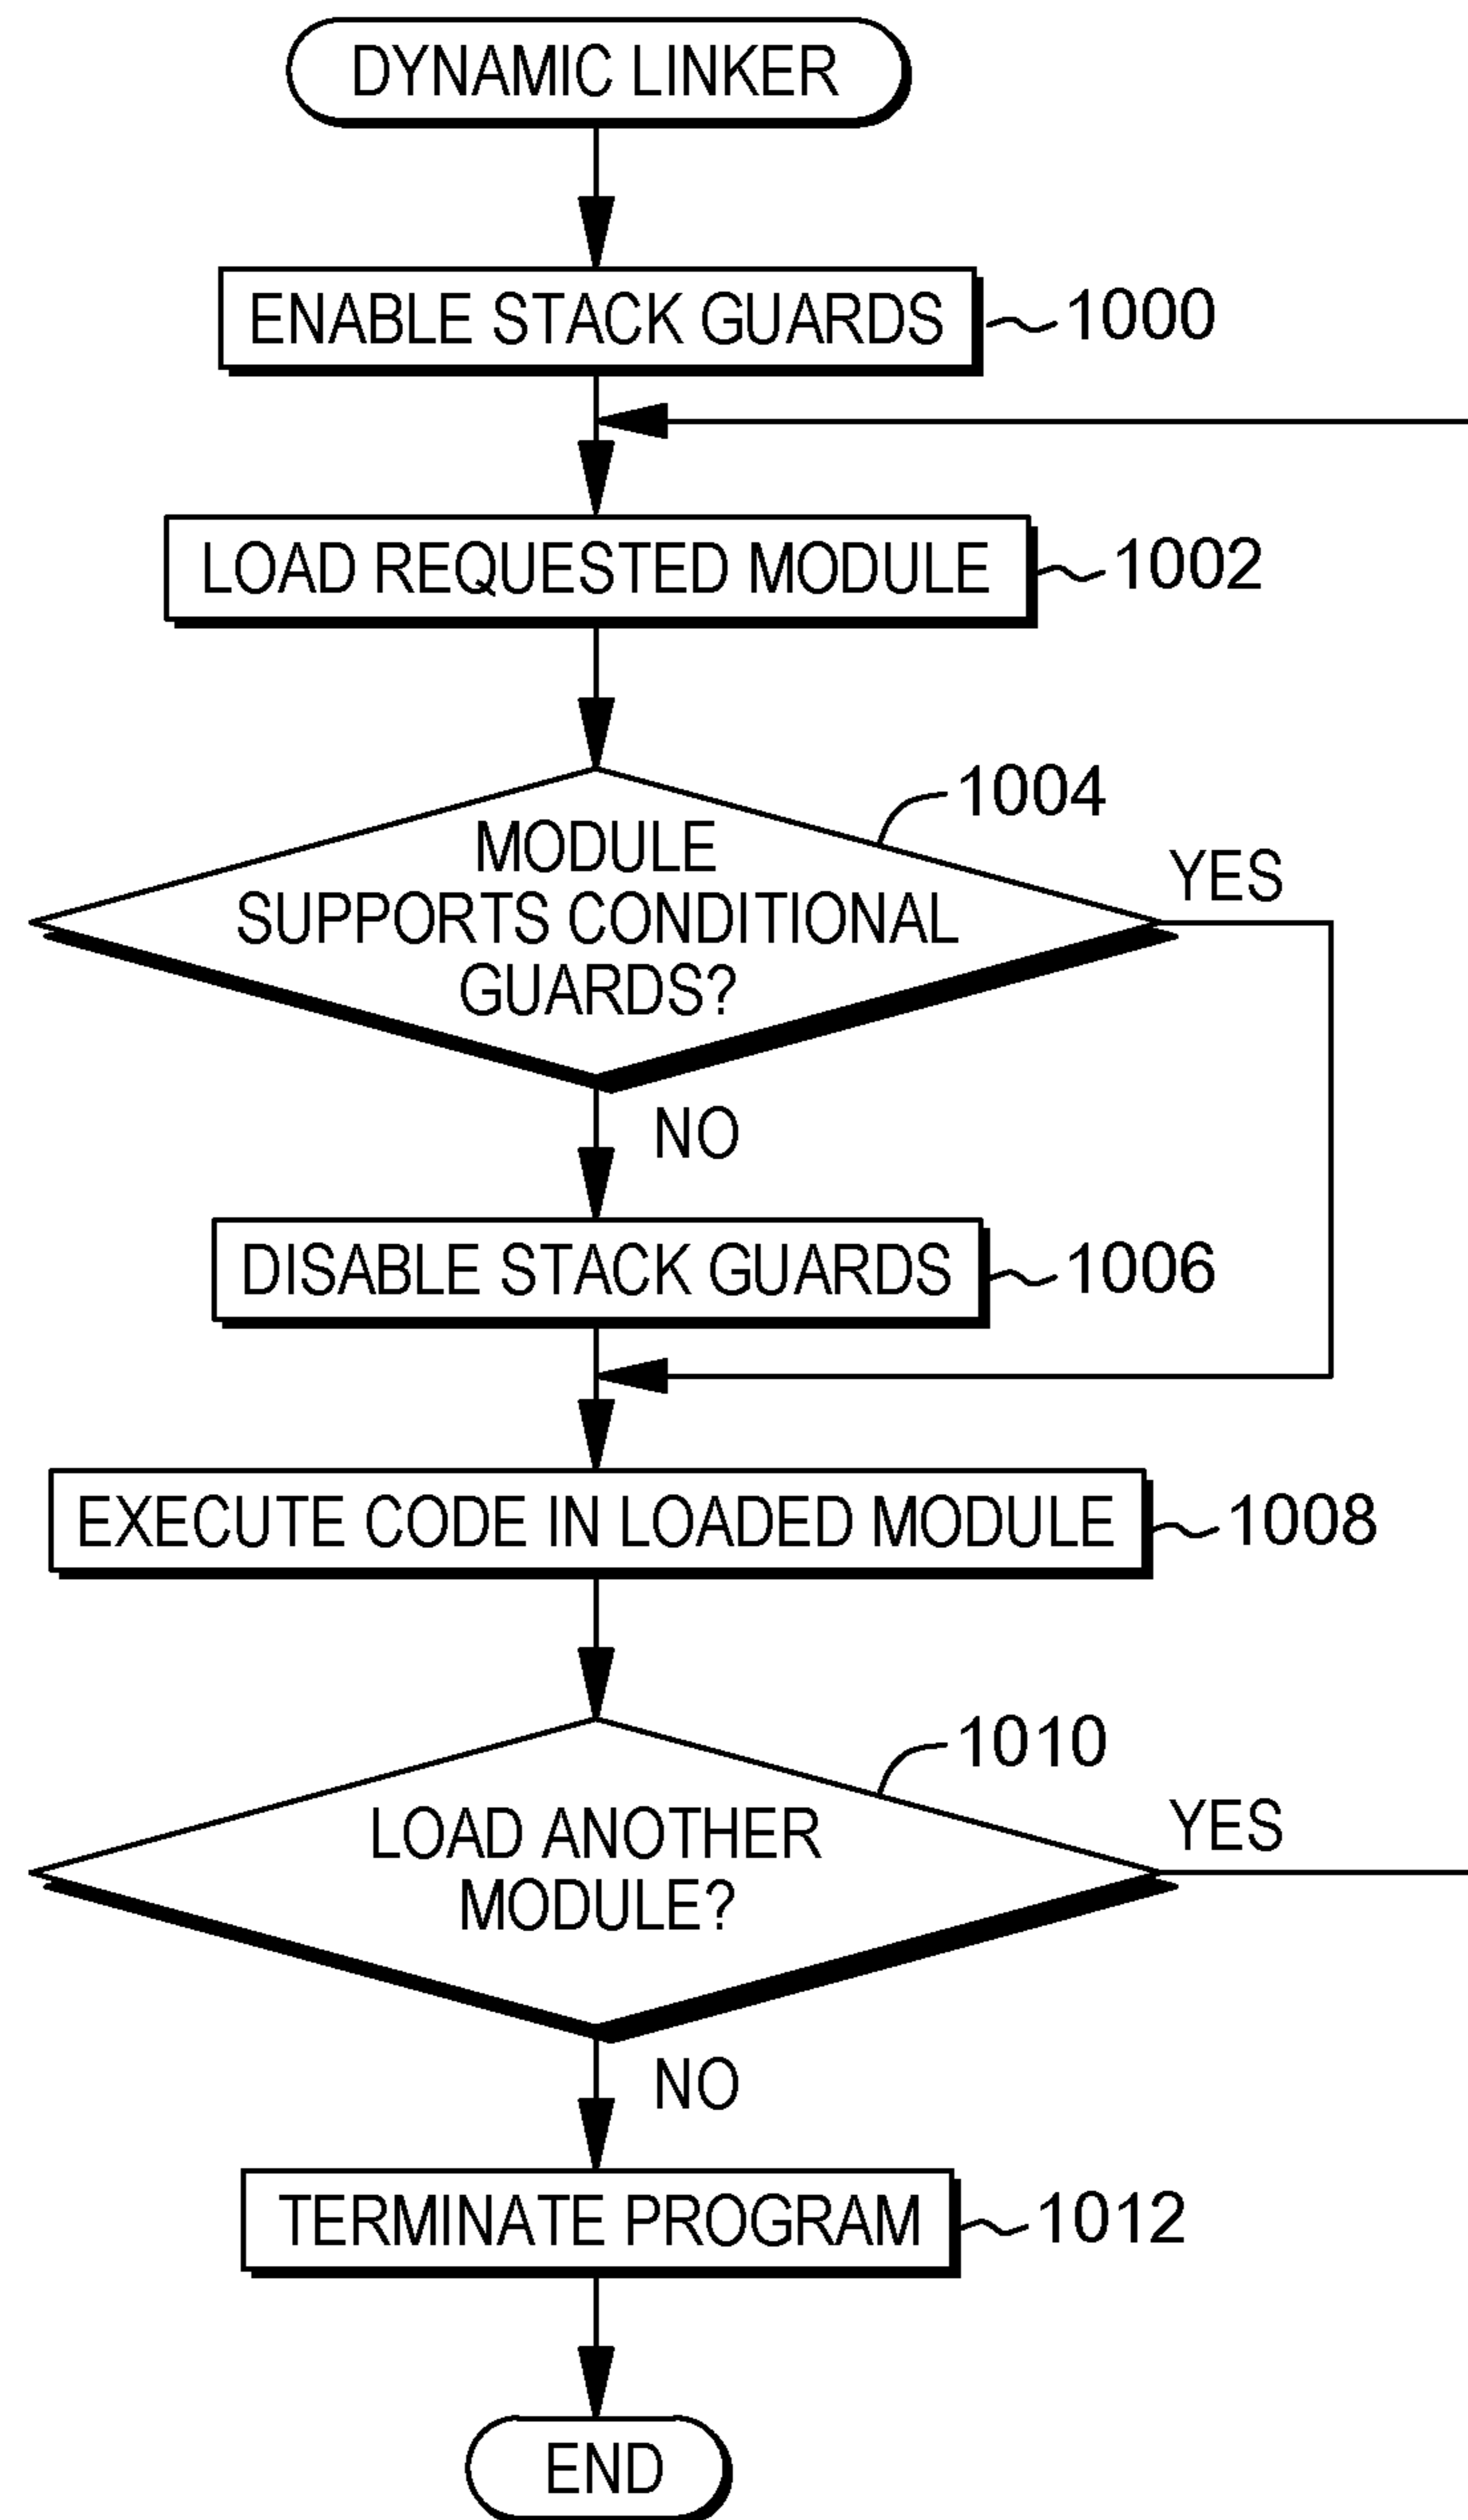 DYNAMIC LINKER
ENABLE STACK GUARDS
1000
LOAD REQUESTED MODULE
1002
1004
MODULE
SUPPORTS CONDITIONAL
GUARDS?
YES
NO
DISABLE STACK GUARDS
1006
EXECUTE CODE IN LOADED MODULE
1008
1010
LOAD ANOTHER
MODULE?
YES
NO
TERMINATE PROGRAM
1012
END